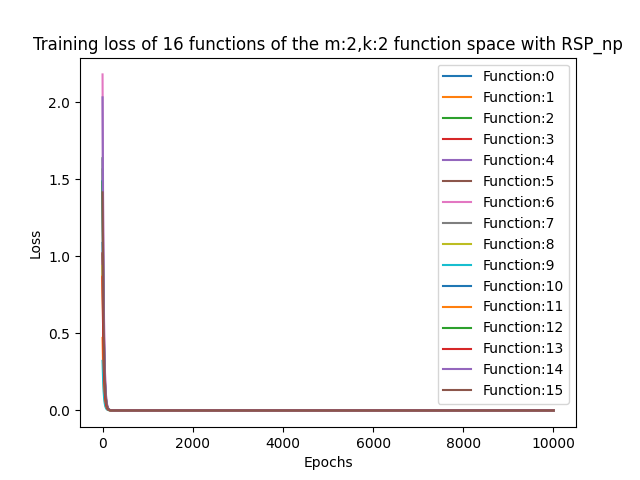 Training loss of 16 functions of the m:2,k:2 function space with RSP_np
Loss
2.0
1.5
1.0
0.5
0.0
Function:0
Function:1
Function:2
Function:3
Function:4
Function:5
Function:6
Function:7
Function:8
Function:9
Function:10
Function:11
Function:12
Function:13
Function:14
Function:15
0 2000 4000 6000 8000 10000
Epochs